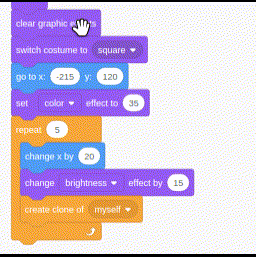 clear graphic effects
switch costume to square
go to x: -215 y: 120
set color effect to 35
repeat 5
change x by 20
change brightness effect by 15
create clone of myself